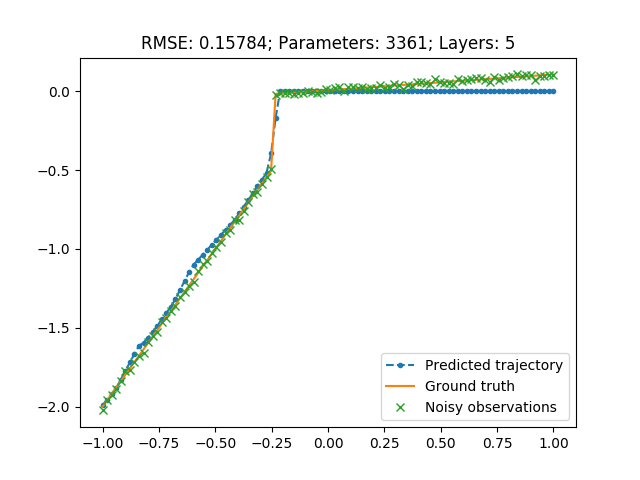 RMSE: 0.15784; Parameters: 3361; Layers: 5
0.0
−0.5
−1.0
−1.5
−2.0
Predicted trajectory
Ground truth
Noisy observations
−1.00 −0.75 −0.50 −0.25 0.00 0.25 0.50 0.75 1.00